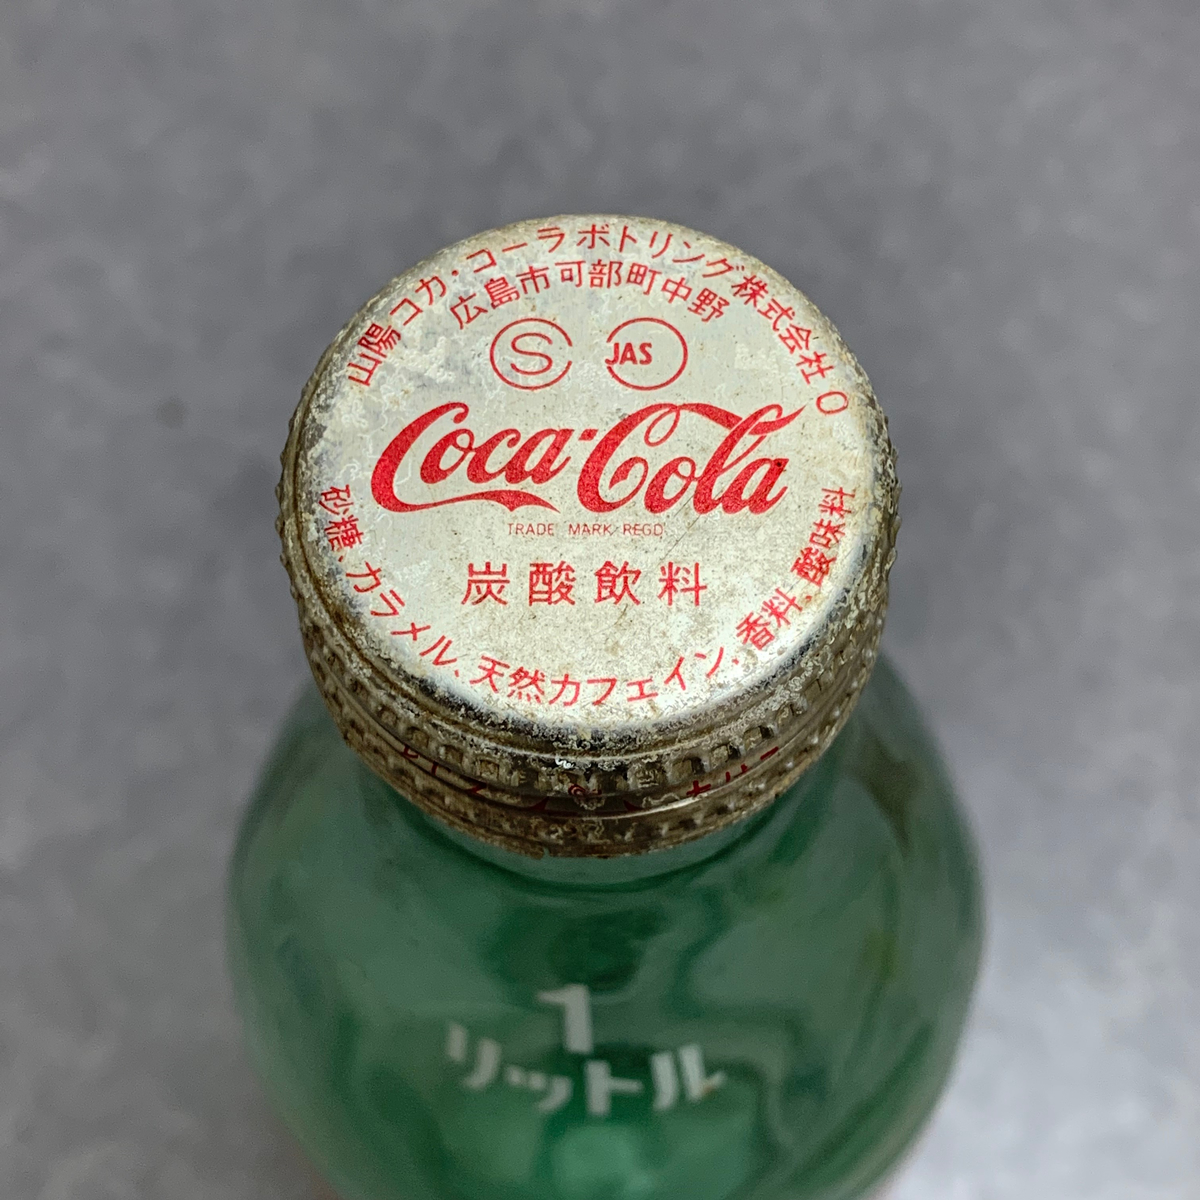 山陽コカ・コーラボトリング株式会社 O
広島市可部町中野
S JAS
Coca-Cola
TRADE MARK REGD
炭酸飲料
砂糖、カラメル、天然カフェイン、香料、酸味料
1
リットル